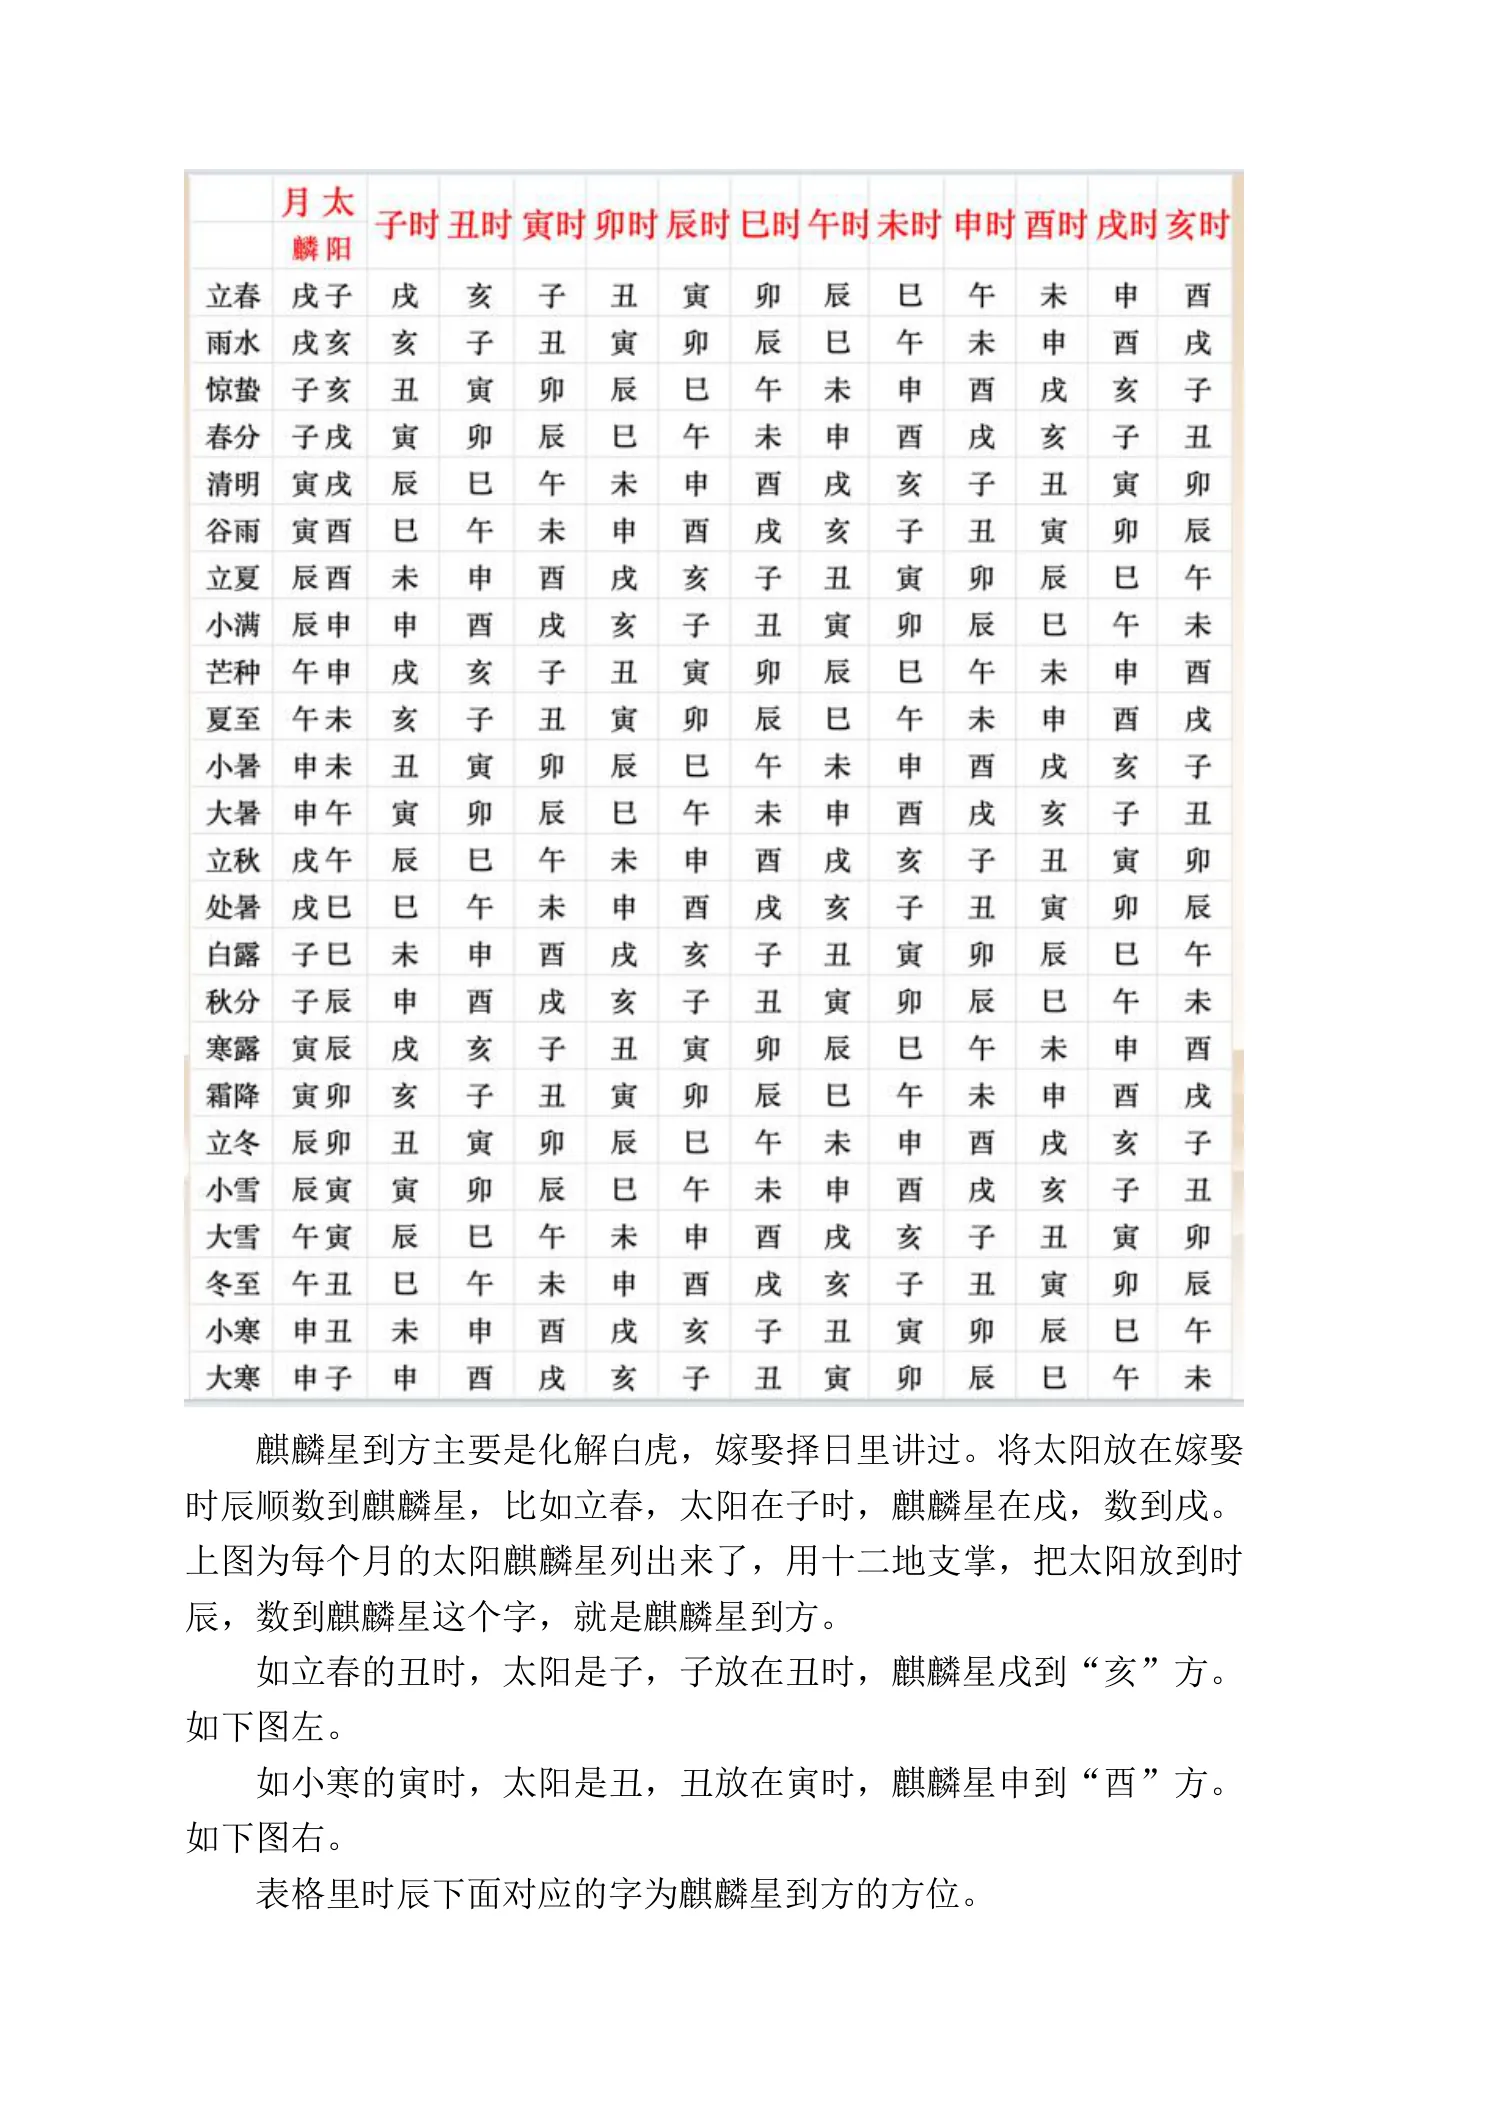 月 太
麟 阳 子时 丑时 寅时 卯时 辰时 巳时 午时 未时 申时 酉时 戌时 亥时
立春 戌子 戌 亥 子 丑 寅 卯 辰 巳 午 未 申 酉
雨水 戌亥 亥 子 丑 寅 卯 辰 巳 午 未 申 酉 戌
惊蛰 子亥 丑 寅 卯 辰 巳 午 未 申 酉 戌 亥 子
春分 子戌 寅 卯 辰 巳 午 未 申 酉 戌 亥 子 丑
清明 寅戌 辰 巳 午 未 申 酉 戌 亥 子 丑 寅 卯
谷雨 寅酉 巳 午 未 申 酉 戌 亥 子 丑 寅 卯 辰
立夏 辰酉 未 申 酉 戌 亥 子 丑 寅 卯 辰 巳 午
小满 辰申 申 酉 戌 亥 子 丑 寅 卯 辰 巳 午 未
芒种 午申 戌 亥 子 丑 寅 卯 辰 巳 午 未 申 酉
夏至 午未 亥 子 丑 寅 卯 辰 巳 午 未 申 酉 戌
小暑 申未 丑 寅 卯 辰 巳 午 未 申 酉 戌 亥 子
大暑 申午 寅 卯 辰 巳 午 未 申 酉 戌 亥 子 丑
立秋 戌午 辰 巳 午 未 申 酉 戌 亥 子 丑 寅 卯
处暑 戌巳 巳 午 未 申 酉 戌 亥 子 丑 寅 卯 辰
白露 子巳 未 申 酉 戌 亥 子 丑 寅 卯 辰 巳 午
秋分 子辰 申 酉 戌 亥 子 丑 寅 卯 辰 巳 午 未
寒露 寅辰 戌 亥 子 丑 寅 卯 辰 巳 午 未 申 酉
霜降 寅卯 亥 子 丑 寅 卯 辰 巳 午 未 申 酉 戌
立冬 辰卯 丑 寅 卯 辰 巳 午 未 申 酉 戌 亥 子
小雪 辰寅 寅 卯 辰 巳 午 未 申 酉 戌 亥 子 丑
大雪 午寅 辰 巳 午 未 申 酉 戌 亥 子 丑 寅 卯
冬至 午丑 巳 午 未 申 酉 戌 亥 子 丑 寅 卯 辰
小寒 申丑 未 申 酉 戌 亥 子 丑 寅 卯 辰 巳 午
大寒 申子 申 酉 戌 亥 子 丑 寅 卯 辰 巳 午 未
麒麟星到方主要是化解白虎，嫁娶择日里讲过。将太阳放在嫁娶
时辰顺数到麒麟星，比如立春，太阳在子时，麒麟星在戌，数到戌。
上图为每个月的太阳麒麟星列出来了，用十二地支掌，把太阳放到时
辰，数到麒麟星这个字，就是麒麟星到方。
如立春的丑时，太阳是子，子放在丑时，麒麟星戌到“亥”方。
如下图左。
如小寒的寅时，太阳是丑，丑放在寅时，麒麟星申到“酉”方。
如下图右。
表格里时辰下面对应的字为麒麟星到方的方位。